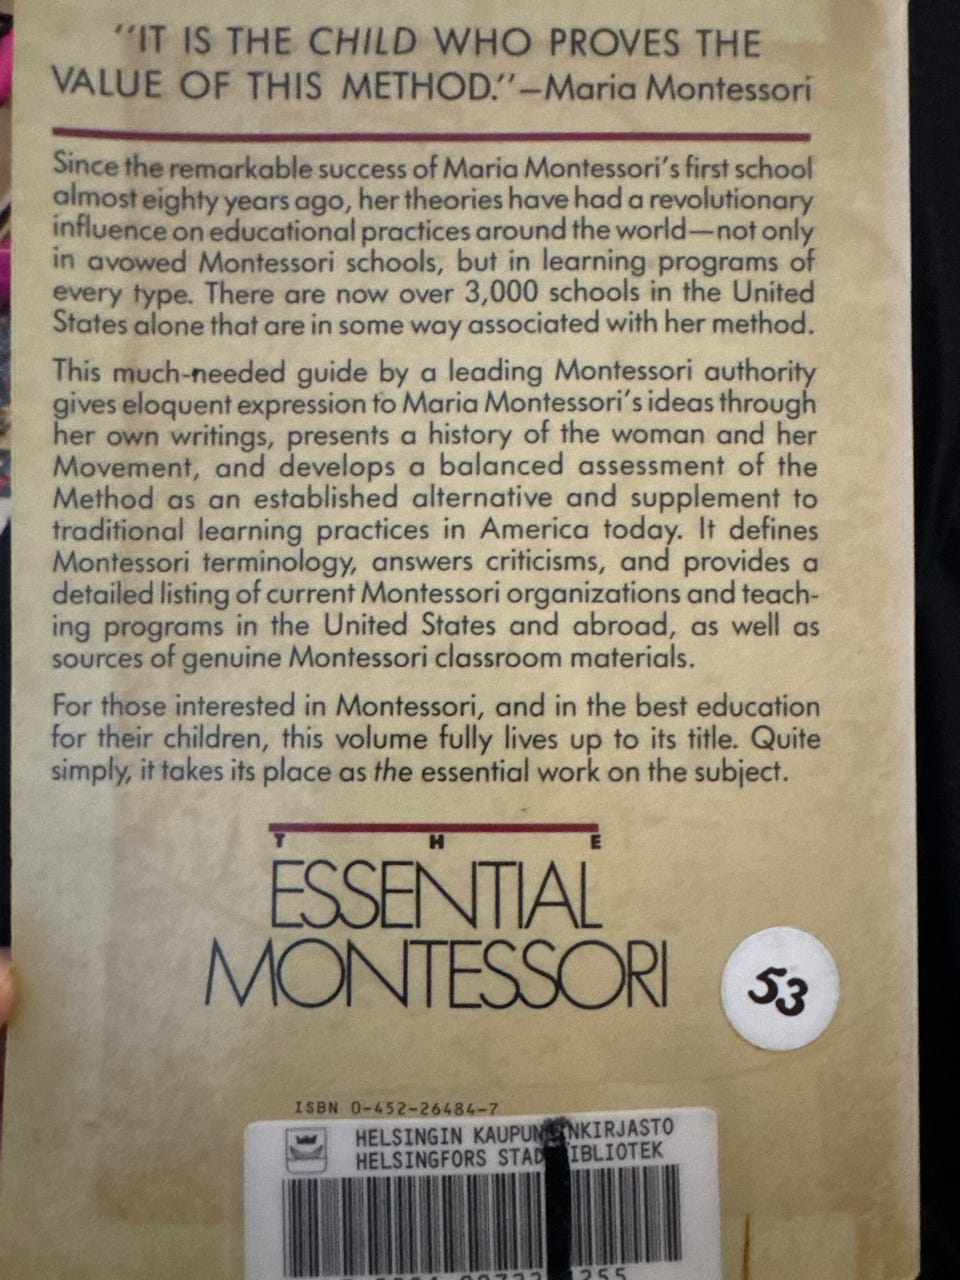 "IT IS THE CHILD WHO PROVES THE
VALUE OF THIS METHOD."—Maria Montessori
Since the remarkable success of Maria Montessori's first school
almost eighty years ago, her theories have had a revolutionary
influence on educational practices around the world—not only
in avowed Montessori schools, but in learning programs of
every type. There are now over 3,000 schools in the United
States alone that are in some way associated with her method.
This much-needed guide by a leading Montessori authority
gives eloquent expression to Maria Montessori's ideas through
her own writings, presents a history of the woman and her
Movement, and develops a balanced assessment of the
Method as an established alternative and supplement to
traditional learning practices in America today. It defines
Montessori terminology, answers criticisms, and provides a
detailed listing of current Montessori organizations and teach-
ing programs in the United States and abroad, as well as
sources of genuine Montessori classroom materials.
For those interested in Montessori, and in the best education
for their children, this volume fully lives up to its title. Quite
simply, it takes its place as the essential work on the subject.
THE
ESSENTIAL
MONTESSORI
53
ISBN 0-452-26484-7
HELSINGIN
HELSINGFORS